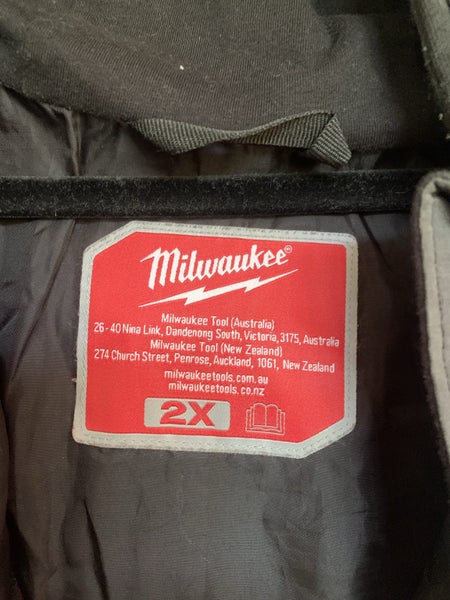 Milwaukee®
Milwaukee Tool (Australia)
26-40 Nina Link, Dandenong South, Victoria, 3175, Australia
Milwaukee Tool (New Zealand)
274 Church Street, Penrose, Auckland, 1061, New Zealand
milwaukeetools.com.au
milwaukeetools.co.nz
2X